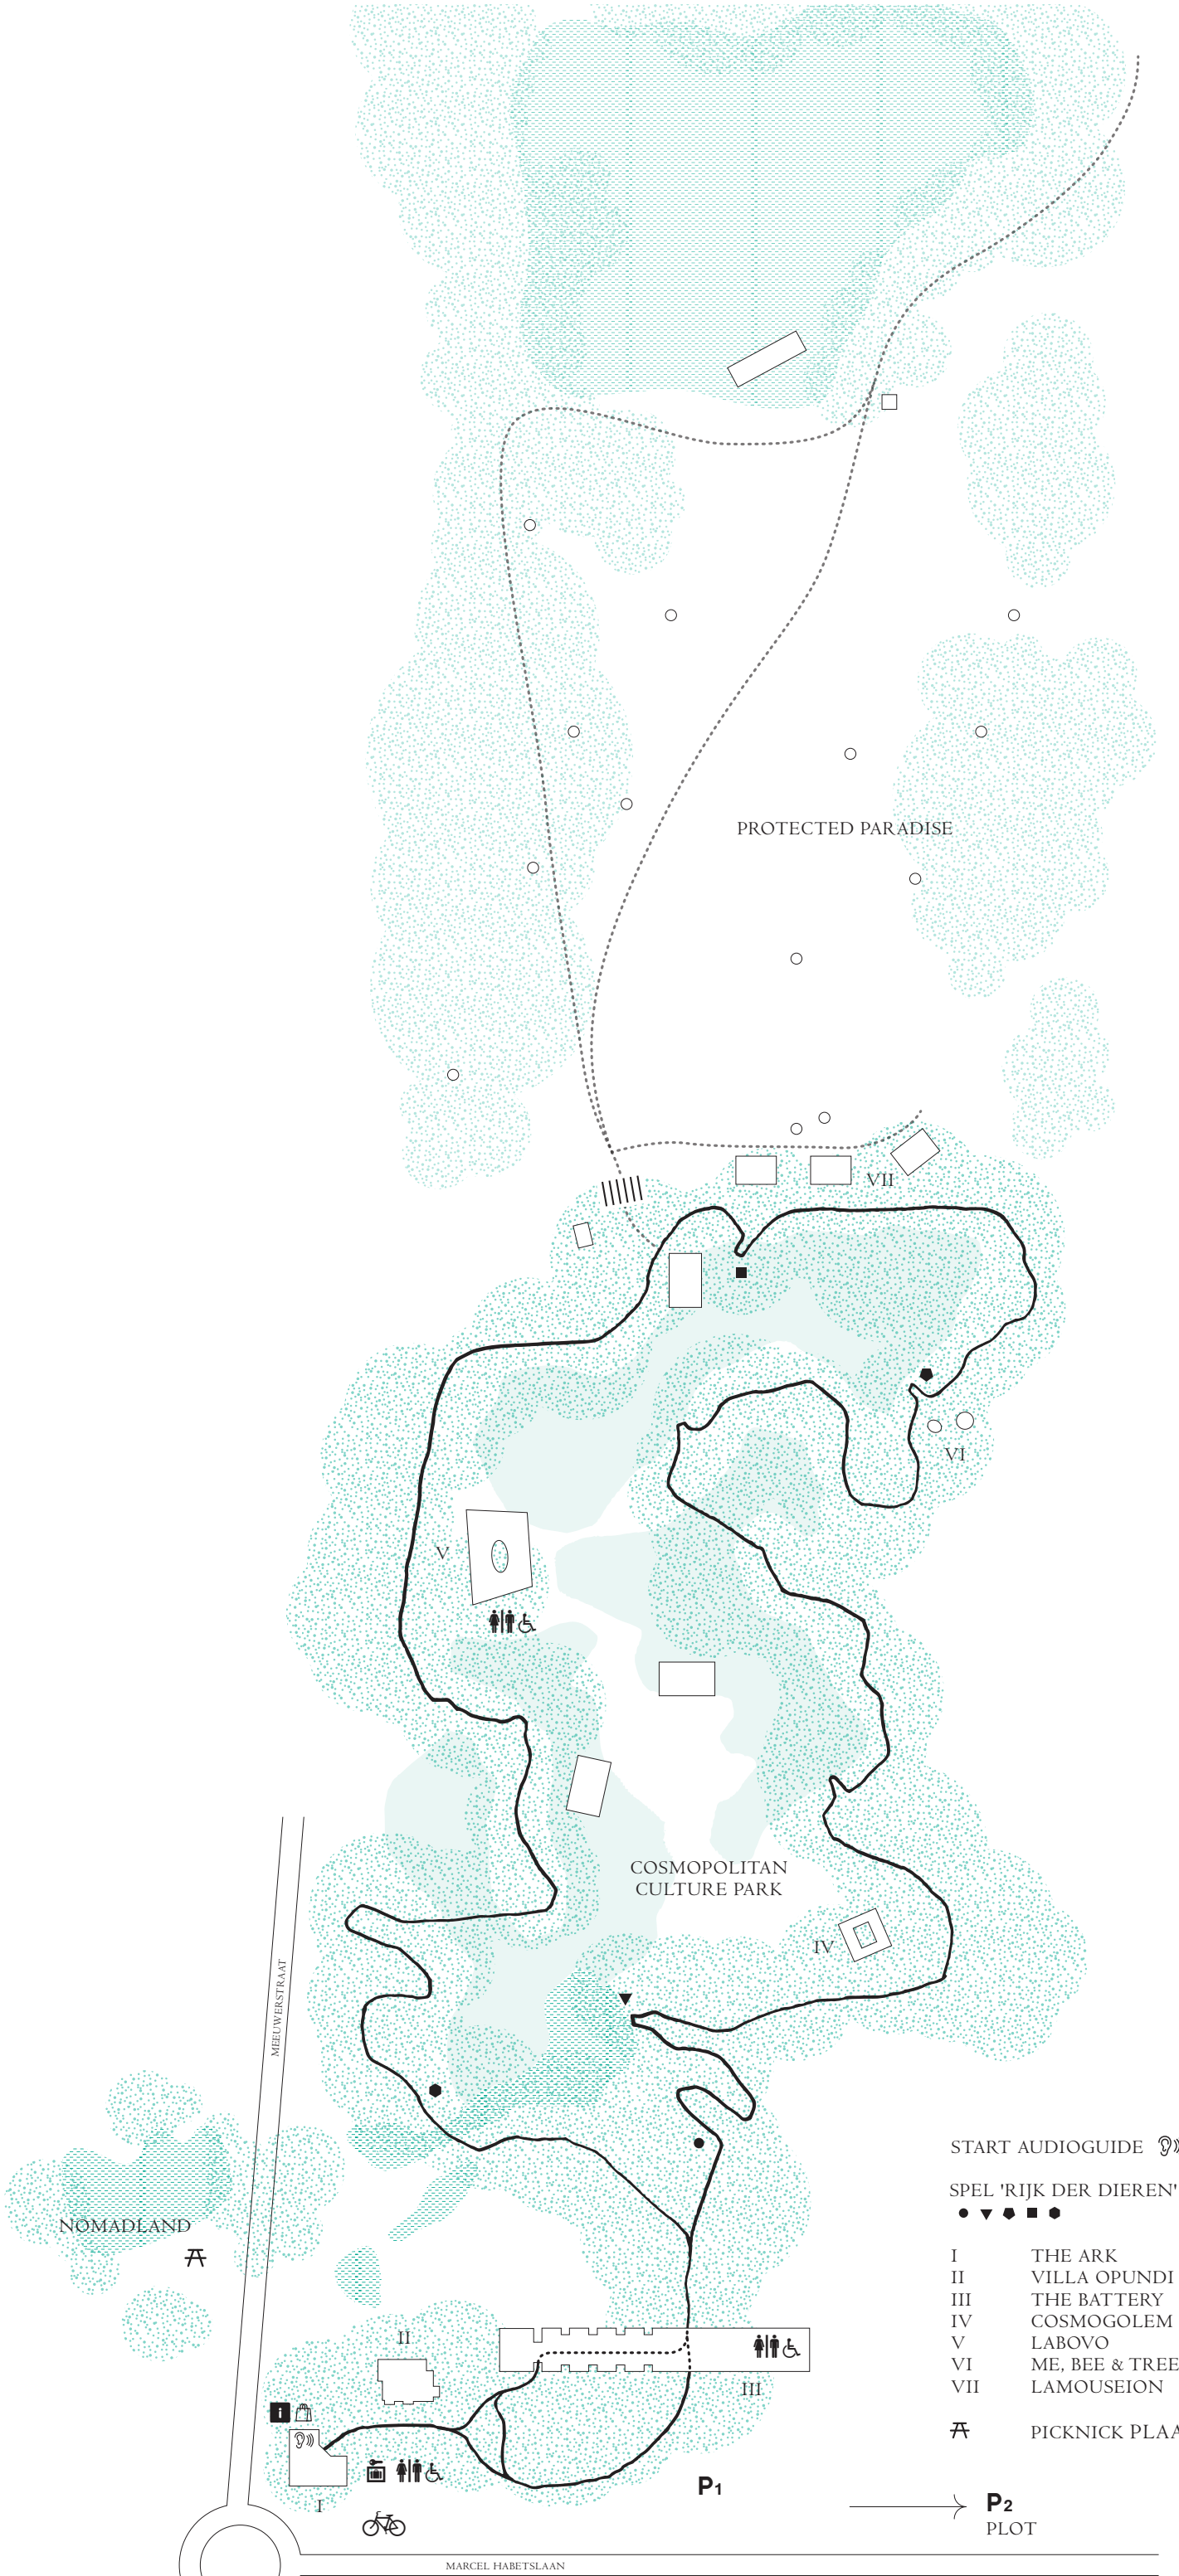 PROTECTED PARADISE
VII
VI
V
COSMOPOLITAN
CULTURE PARK
IV
MEEUWERSTRAAT
NOMADLAND
START AUDIOGUIDE
SPEL 'RIJK DER DIEREN'
I THE ARK
II VILLA OPUNDI
III THE BATTERY
IV COSMOGOLEM
V LABOVO
VI ME, BEE & TREE
VII LAMOUSEION
PICKNICK PLAA
II
III
i
I
P1
P2
PLOT
MARCEL HABETSLAAN